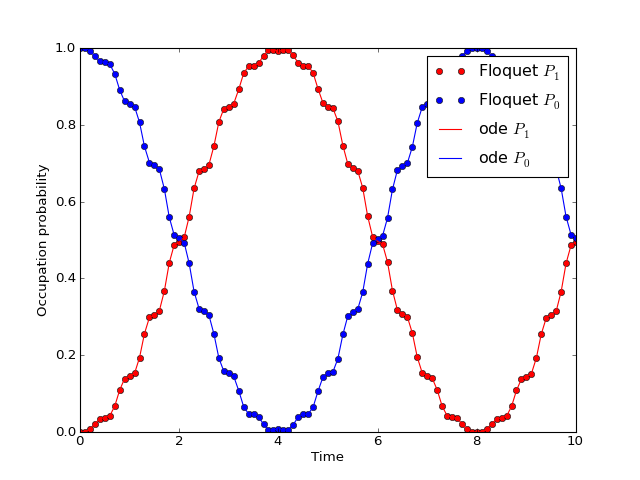 1.0
0.8
0.6
0.4
0.2
0.0
0 2 4 6 8 10
Time
Occupation probability
Floquet P₁
Floquet P₀
ode P₁
ode P₀